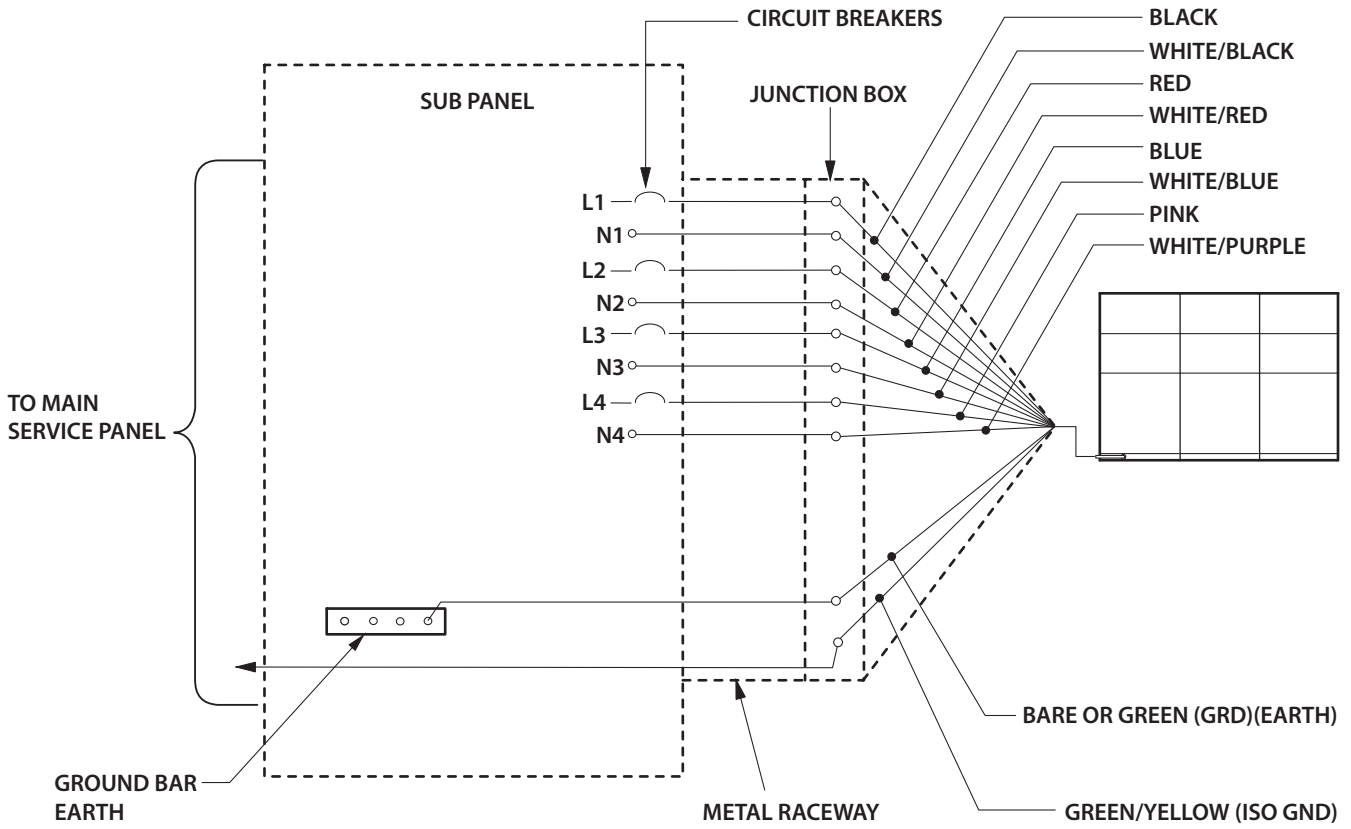 CIRCUIT BREAKERS
BLACK
WHITE/BLACK
RED
WHITE/RED
BLUE
WHITE/BLUE
PINK
WHITE/PURPLE
SUB PANEL
JUNCTION BOX
L1
N1
L2
N2
L3
N3
L4
N4
TO MAIN
SERVICE PANEL
BARE OR GREEN (GRD)(EARTH)
GROUND BAR
EARTH
METAL RACEWAY
GREEN/YELLOW (ISO GND)